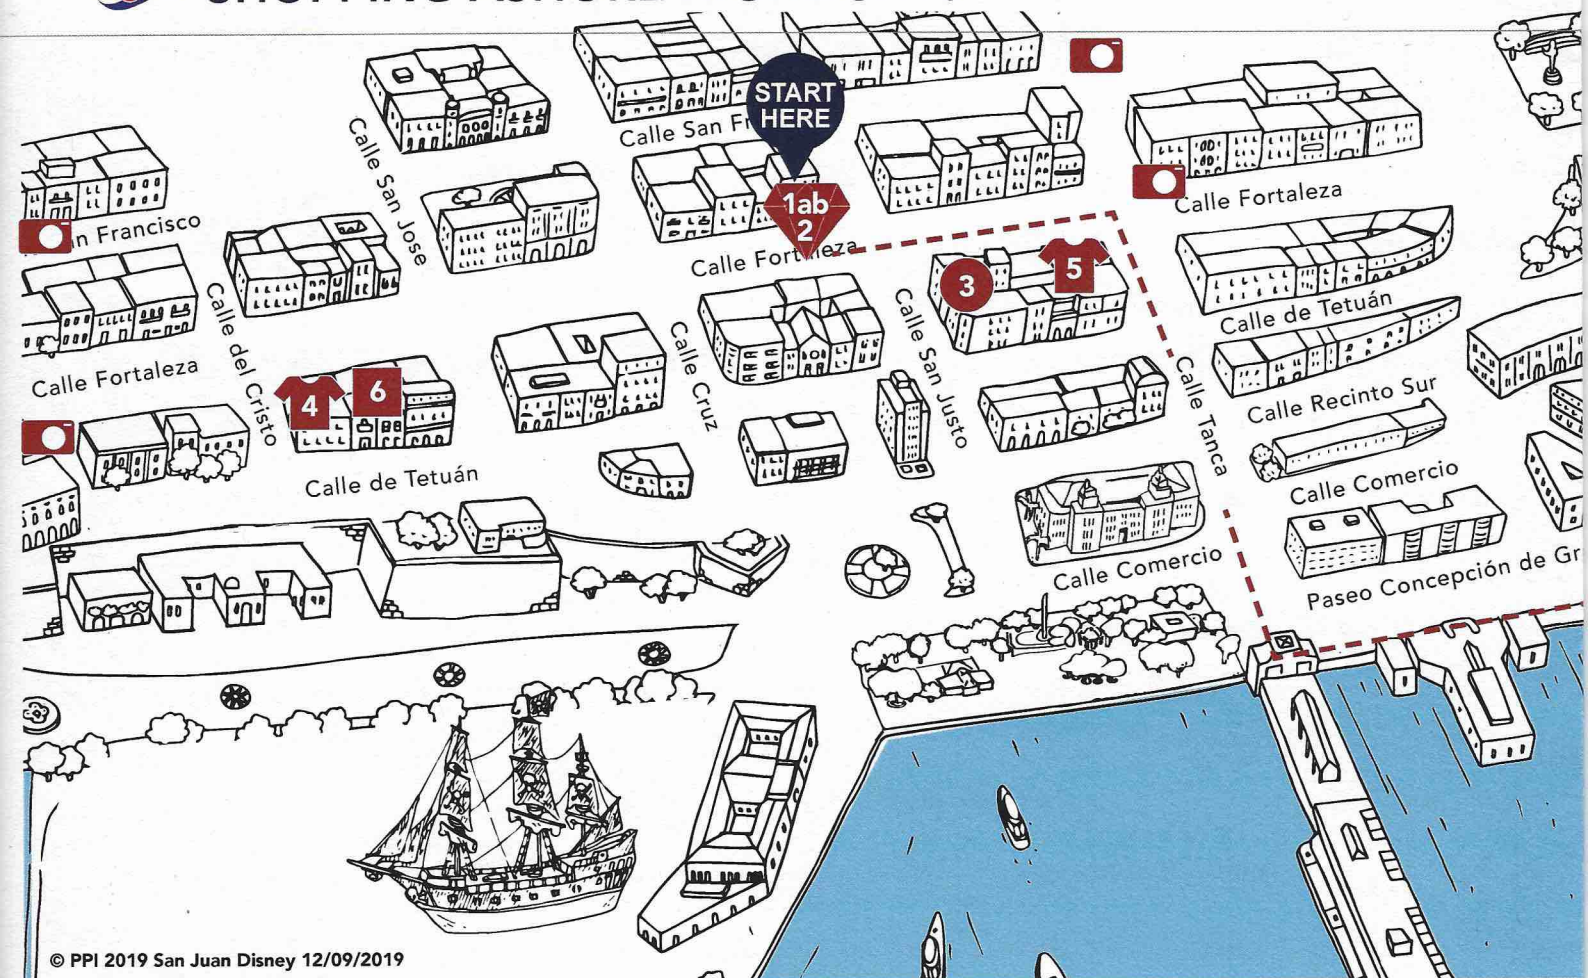 START
HERE
Calle San Fr
Calle San Jose
1ab
2
Calle Fortaleza
n Francisco
Calle Fortaleza
3
5
Calle del Cristo
Calle Cruz
Calle San Justo
Calle de Tetuán
Calle Fortaleza
4
6
Calle Tanca
Calle Recinto Sur
Calle de Tetuán
Calle Comercio
Calle Comercio
Paseo Concepción de Gr
© PPI 2019 San Juan Disney 12/09/2019